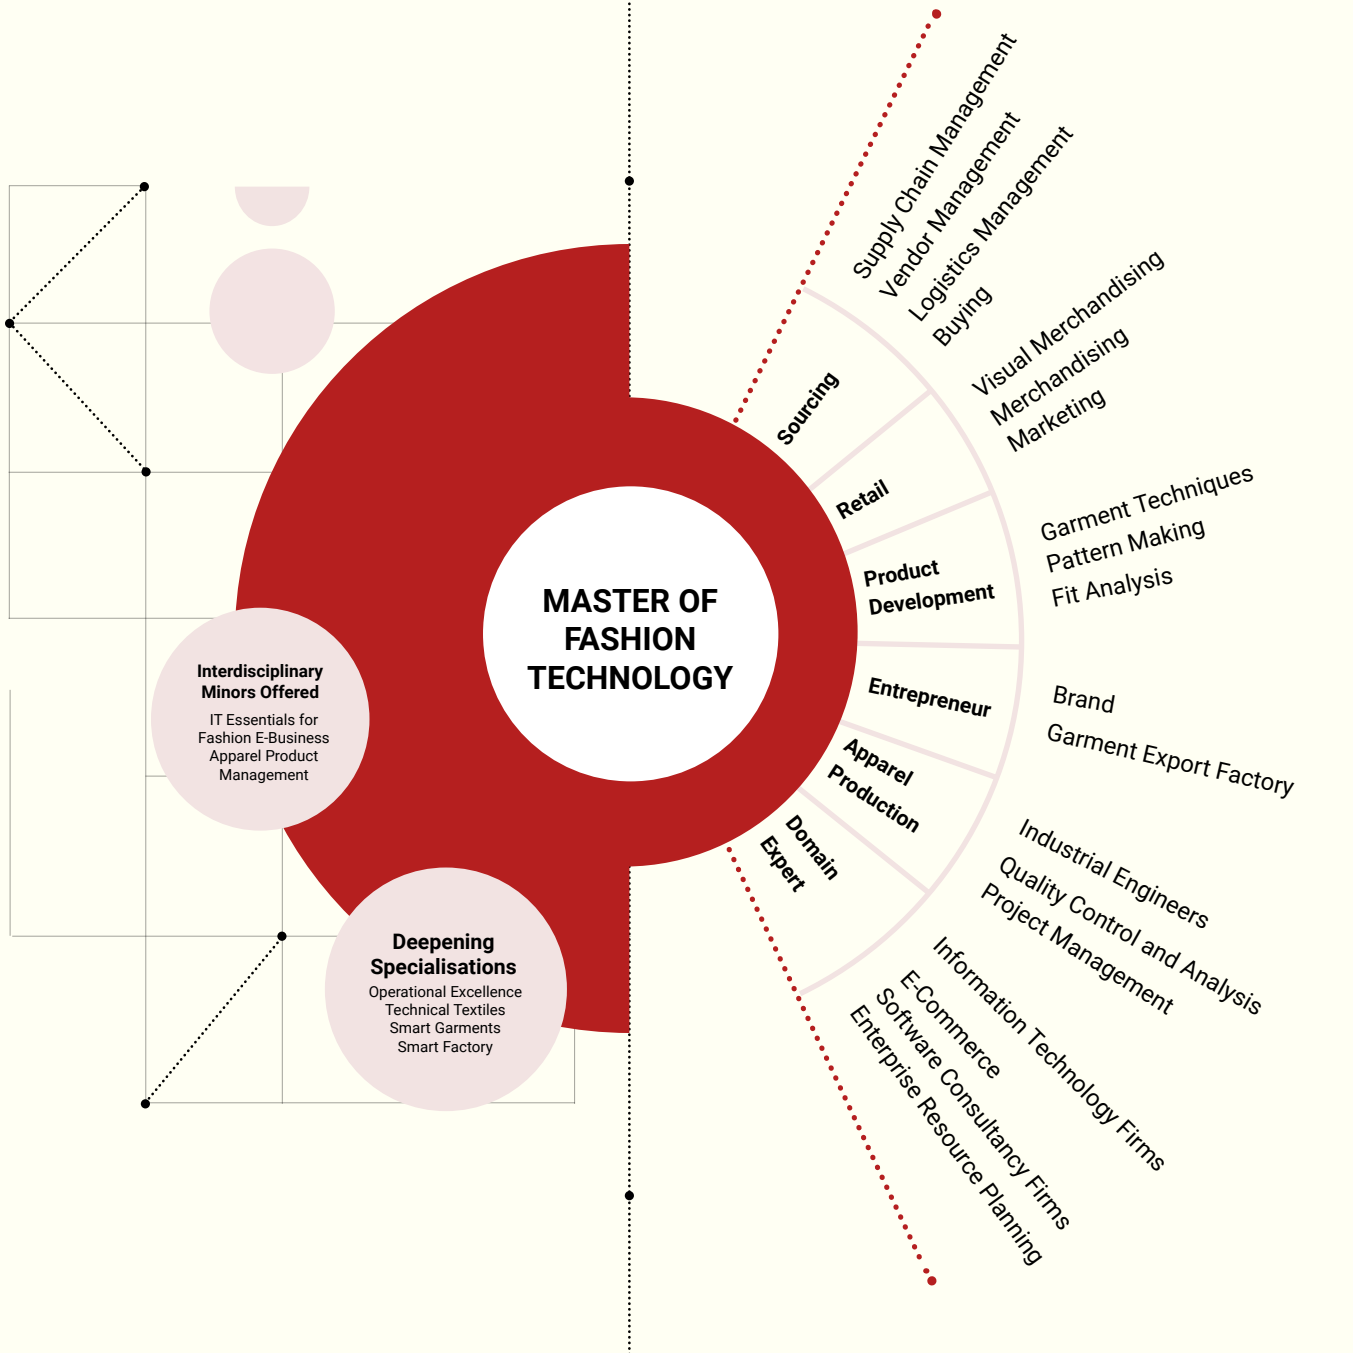 MASTER OF
FASHION
TECHNOLOGY
Interdisciplinary
Minors Offered
IT Essentials for
Fashion E-Business
Apparel Product
Management
Deepening
Specialisations
Operational Excellence
Technical Textiles
Smart Garments
Smart Factory
Sourcing
Supply Chain Management
Vendor Management
Logistics Management
Buying
Retail
Visual Merchandising
Merchandising
Marketing
Product
Development
Garment Techniques
Pattern Making
Fit Analysis
Entrepreneur
Brand
Garment Export Factory
Apparel
Production
Industrial Engineers
Quality Control and Analysis
Project Management
Domain
Expert
Information Technology Firms
E-Commerce
Software Consultancy Firms
Enterprise Resource Planning